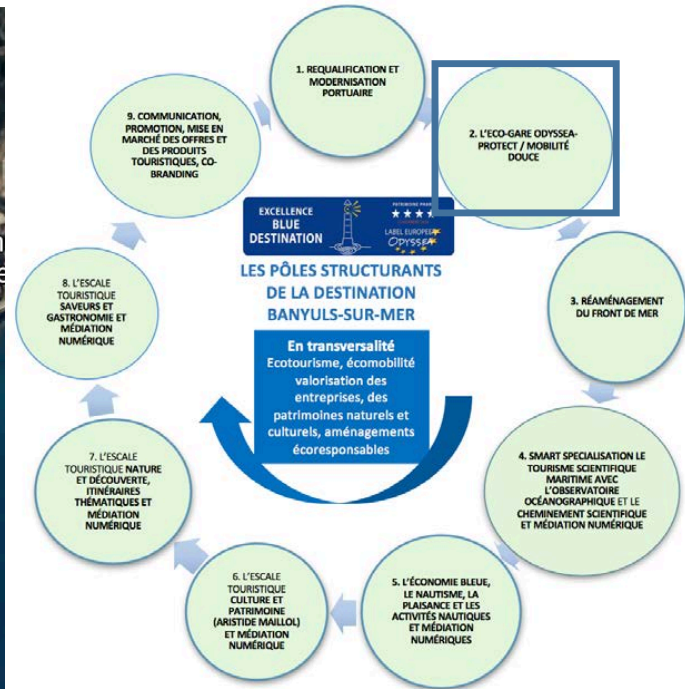 1. REQUALIFICATION ET
MODERNISATION
PORTUAIRE
2. L'ECO-GARE ODYSSEA-
PROTECT / MOBILITÉ
DOUCE
3. RÉAMÉNAGEMENT
DU FRONT DE MER
4. SMART SPECIALISATION LE
TOURISME SCIENTIFIQUE
MARITIME AVEC
L'OBSERVATOIRE
OCÉANOGRAPHIQUE ET LE
CHEMINEMENT SCIENTIFIQUE
ET MÉDIATION NUMÉRIQUE
5. L'ÉCONOMIE BLEUE,
LE NAUTISME, LA
PLAISANCE ET LES
ACTIVITÉS NAUTIQUES
ET MÉDIATION
NUMÉRIQUES
6. L'ESCALE
TOURISTIQUE
CULTURE ET
PATRIMOINE
(ARISTIDE MAILLOL)
ET MÉDIATION
NUMÉRIQUE
7. L'ESCALE
TOURISTIQUE NATURE
ET DÉCOUVERTE,
ITINÉRAIRES
THÉMATIQUES ET
MÉDIATION
NUMÉRIQUE
8. L'ESCALE
TOURISTIQUE
SAVEURS ET
GASTRONOMIE ET
MÉDIATION
NUMÉRIQUE
9. COMMUNICATION,
PROMOTION, MISE EN
MARCHÉ DES OFFRES ET
DES PRODUITS
TOURISTIQUES, CO-
BRANDING
EXCELLENCE
BLUE
DESTINATION
LABEL EUROPÉEN
ODYSSEA
LES PÔLES STRUCTURANTS
DE LA DESTINATION
BANYULS-SUR-MER
En transversalité
Ecotourisme, écomobilité
valorisation des
entreprises, des
patrimoines naturels et
culturels, aménagements
écoresponsables